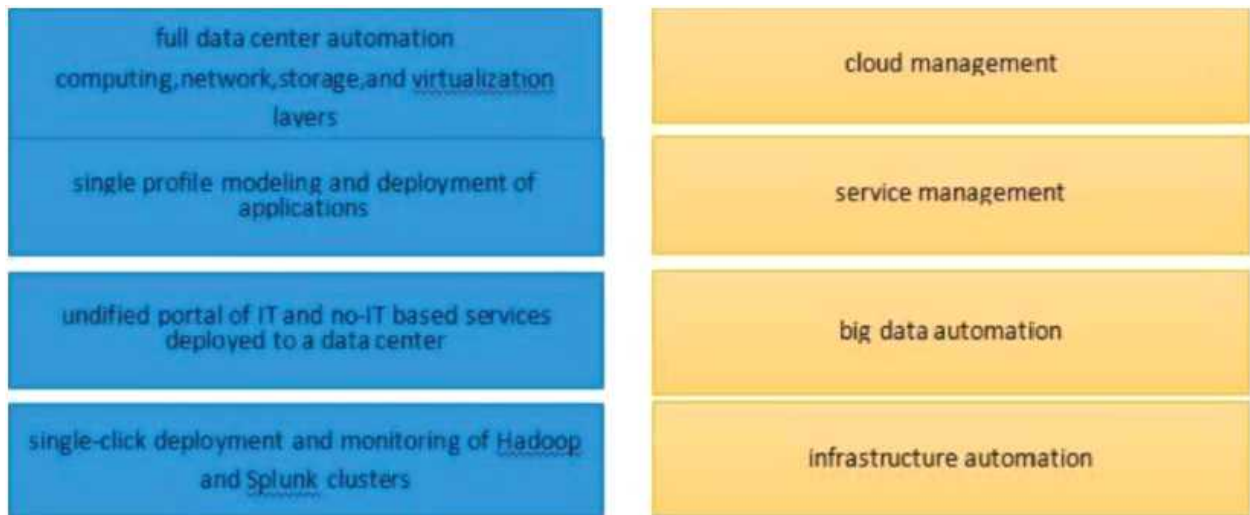 full data center automation
computing,network,storage,and virtualization
layers
single profile modeling and deployment of
applications
undified portal of IT and no-IT based services
deployed to a data center
single-click deployment and monitoring of Hadoop
and Splunk clusters
cloud management
service management
big data automation
infrastructure automation